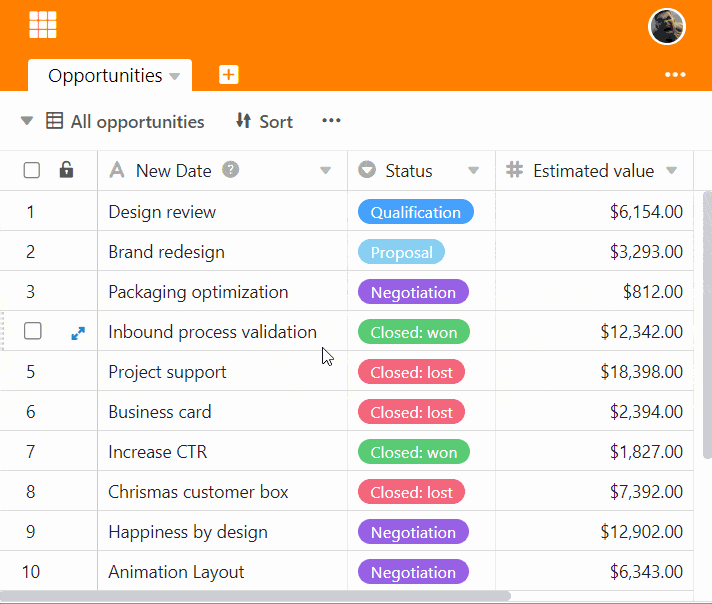 Opportunities
All opportunities Sort
A New Date ? Status # Estimated value
1 Design review Qualification $6,154.00
2 Brand redesign Proposal $3,293.00
3 Packaging optimization Negotiation $812.00
Inbound process validation Closed: won $12,342.00
5 Project support Closed: lost $18,398.00
6 Business card Closed: lost $2,394.00
7 Increase CTR Closed: won $1,827.00
8 Chrismas customer box Closed: lost $7,392.00
9 Happiness by design Negotiation $12,902.00
10 Animation Layout Negotiation $6,343.00